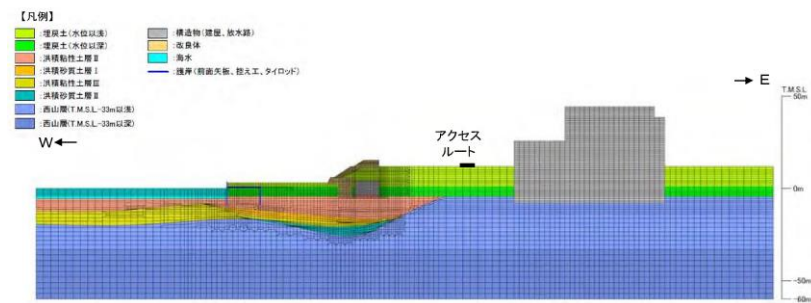 【凡例】
:埋戻土(水位以浅)
:埋戻土(水位以深)
:洪積粘性土層Ⅱ
:洪積砂質土層Ⅰ
:洪積粘性土層Ⅲ
:洪積砂質土層Ⅱ
:西山層(T.M.S.L.-33m以浅)
:西山層(T.M.S.L.-33m以深)
:構造物(建屋、放水路)
:改良体
:海水
:護岸(前面矢板、控え工、タイロッド)
W←
→ E
T.M.S.L
50m
アクセス
ルート
0m
-50m
-60m